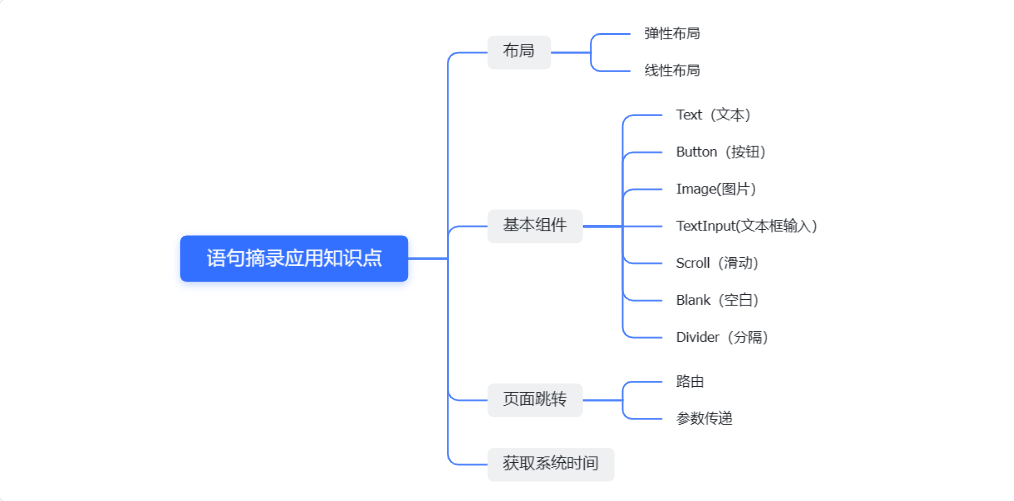 语句摘录应用知识点
布局
弹性布局
线性布局
基本组件
Text（文本）
Button（按钮）
Image(图片)
TextInput(文本框输入)
Scroll（滑动）
Blank（空白）
Divider（分隔）
页面跳转
路由
参数传递
获取系统时间